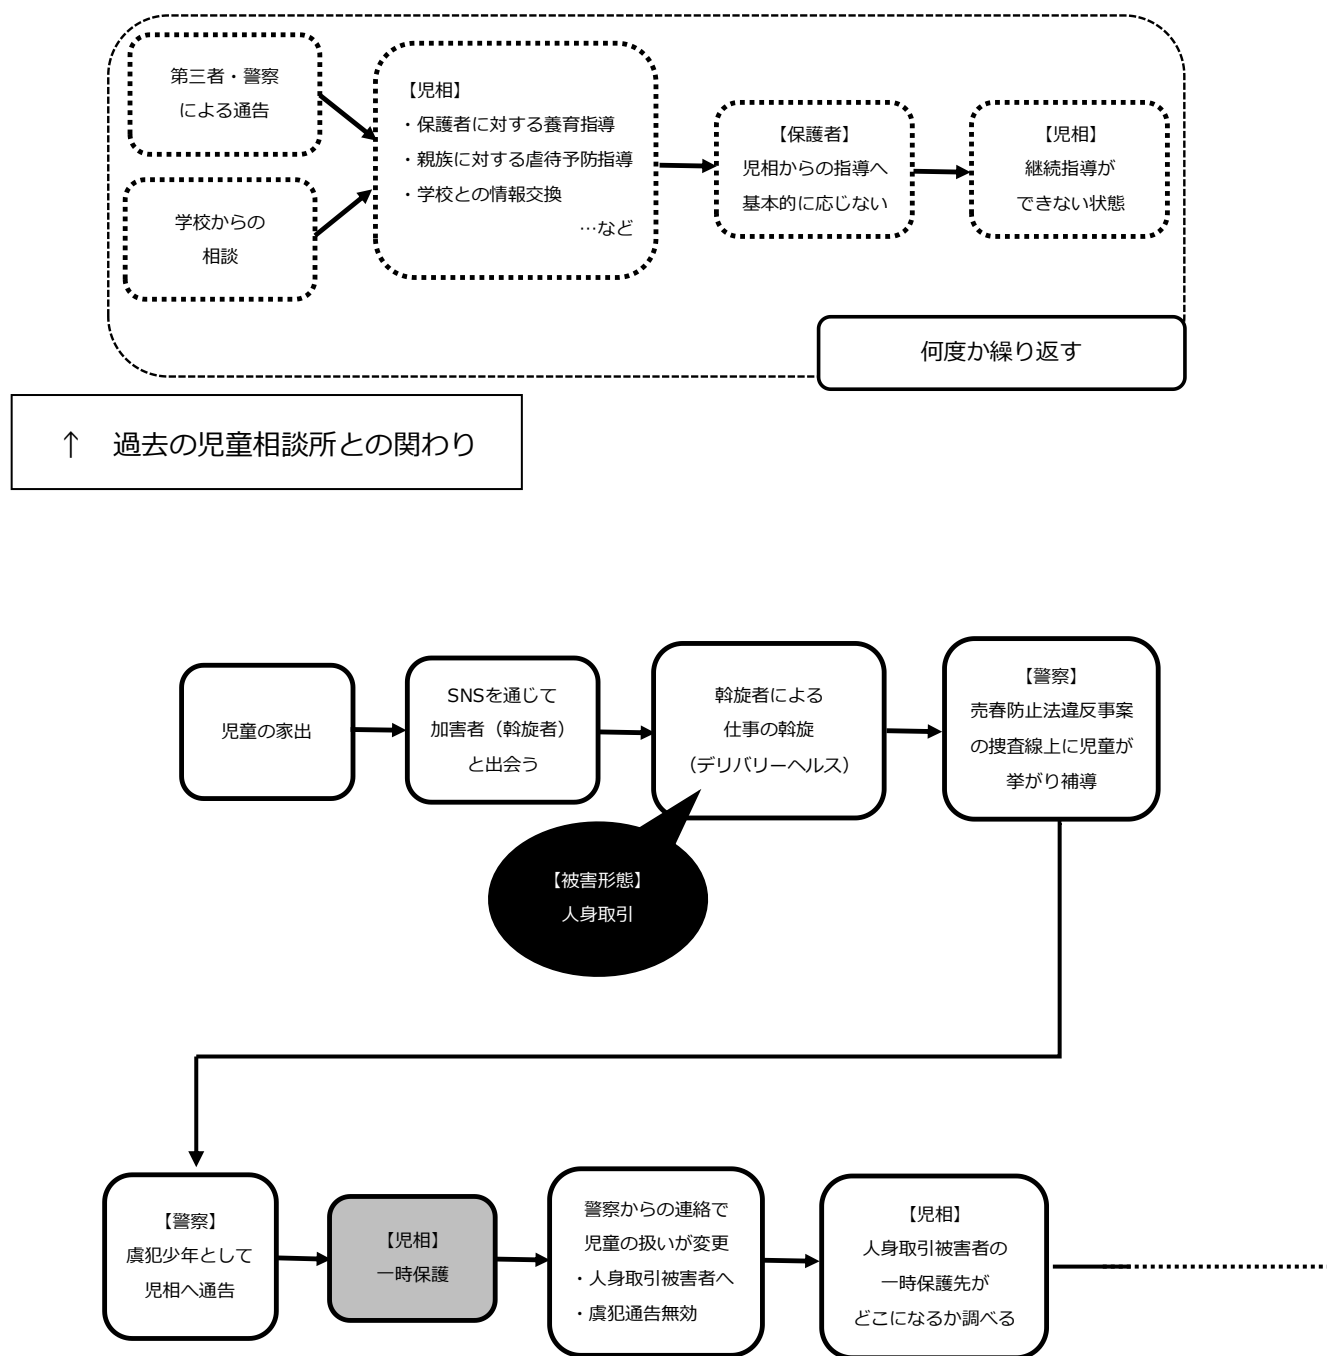 第三者・警察
による通告
学校からの
相談
【児相】
・保護者に対する養育指導
・親族に対する虐待予防指導
・学校との情報交換
…など
【保護者】
児相からの指導へ
基本的に応じない
【児相】
継続指導が
できない状態
何度か繰り返す
↑　過去の児童相談所との関わり
児童の家出
SNSを通じて
加害者（斡旋者）
と出会う
斡旋者による
仕事の斡旋
（デリバリーヘルス）
【被害形態】
人身取引
【警察】
売春防止法違反事案
の捜査線上に児童が
挙がり補導
【警察】
虞犯少年として
児相へ通告
【児相】
一時保護
警察からの連絡で
児童の扱いが変更
・人身取引被害者へ
・虞犯通告無効
【児相】
人身取引被害者の
一時保護先が
どこになるか調べる